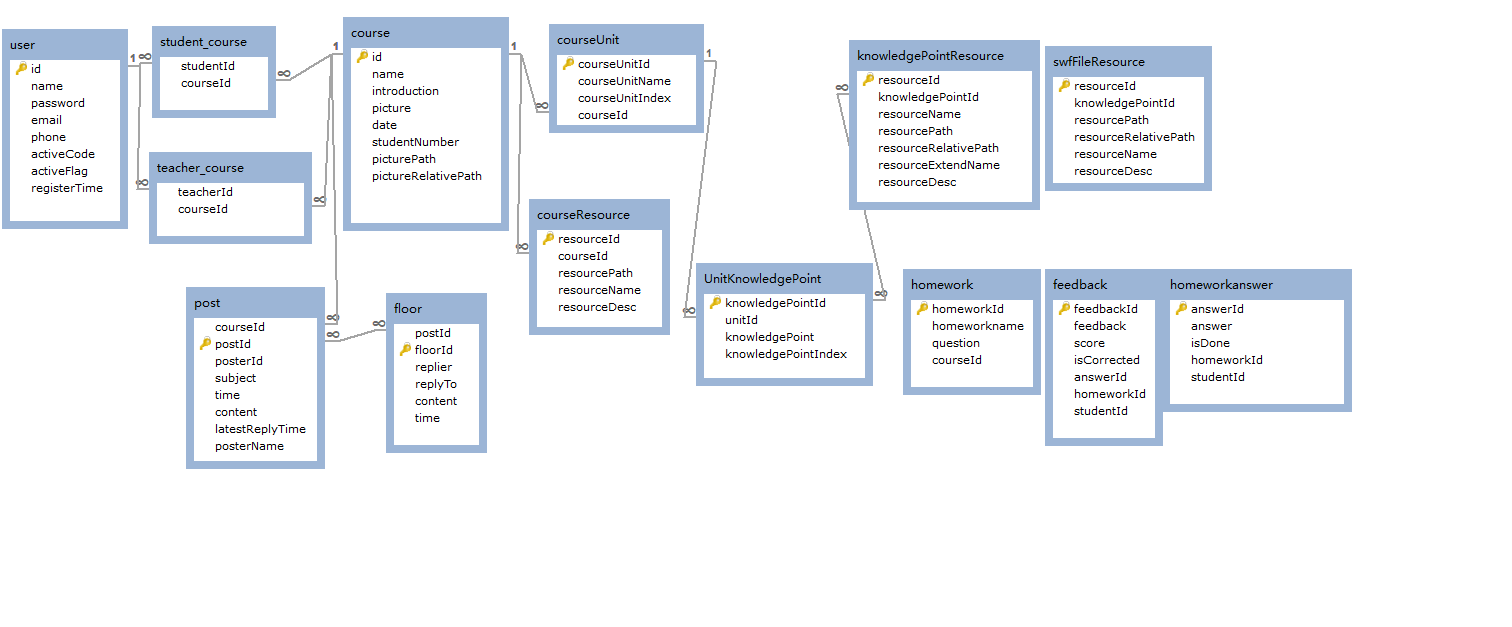 user
id
name
password
email
phone
activeCode
activeFlag
registerTime
student_course
studentId
courseId
teacher_course
teacherId
courseId
course
id
name
introduction
picture
date
studentNumber
picturePath
pictureRelativePath
courseUnit
courseUnitId
courseUnitName
courseUnitIndex
courseId
courseResource
resourceId
courseId
resourcePath
resourceName
resourceDesc
post
courseId
postId
posterId
subject
time
content
latestReplyTime
posterName
floor
postId
floorId
replier
replyTo
content
time
UnitKnowledgePoint
knowledgePointId
unitId
knowledgePoint
knowledgePointIndex
knowledgePointResource
resourceId
knowledgePointId
resourceName
resourcePath
resourceRelativePath
resourceExtendName
resourceDesc
swfFileResource
resourceId
knowledgePointId
resourcePath
resourceRelativePath
resourceName
resourceDesc
homework
homeworkId
homeworkname
question
courseId
feedback
feedbackId
feedback
score
isCorrected
answerId
homeworkId
studentId
homeworkanswer
answerId
answer
isDone
homeworkId
studentId
1
∞
∞
∞
1
∞
1
∞
∞
∞
∞
∞
1
∞
∞
∞